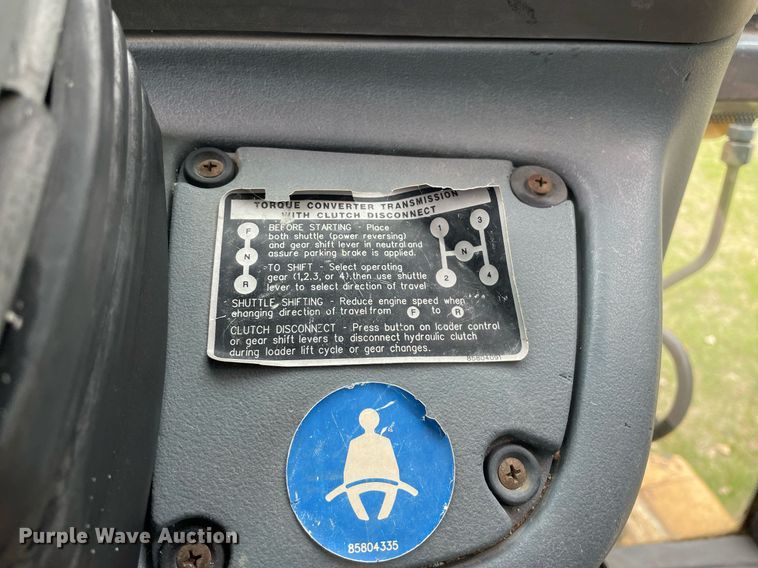 TORQUE CONVERTER TRANSMISSION
WITH CLUTCH DISCONNECT
F
N
R
BEFORE STARTING - Place
both shuttle (power reversing)
and gear shift lever in neutral and
assure parking brake is applied.
TO SHIFT - Select operating
gear (1,2,3, or 4), then use shuttle
lever to select direction of travel
1
3
N
2
4
SHUTTLE SHIFTING - Reduce engine speed when
changing direction of travel from F to R
CLUTCH DISCONNECT - Press button on loader control
or gear shift levers to disconnect hydraulic clutch
during loader lift cycle or gear changes.
85804091
85804335
Purple Wave Auction